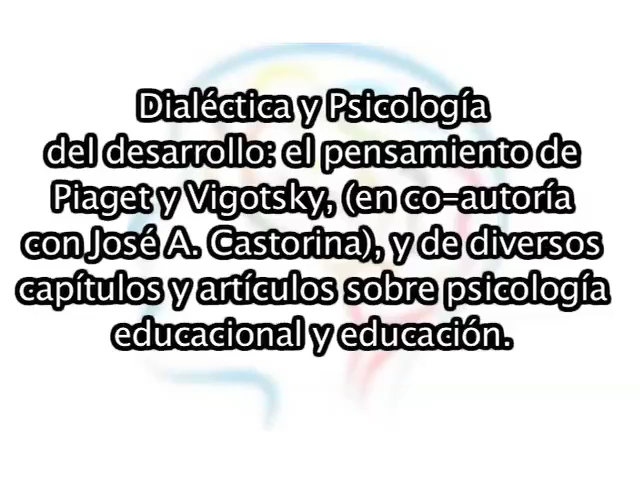 Dialéctica y Psicología
del desarrollo: el pensamiento de
Piaget y Vigotsky, (en co-autoría
con José A. Castorina), y de diversos
capítulos y artículos sobre psicología
educacional y educación.